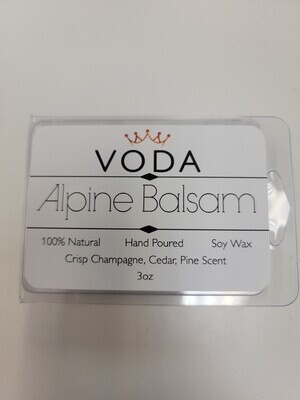 VODA
Alpine Balsam
100% Natural Hand Poured Soy Wax
Crisp Champagne, Cedar, Pine Scent
3oz